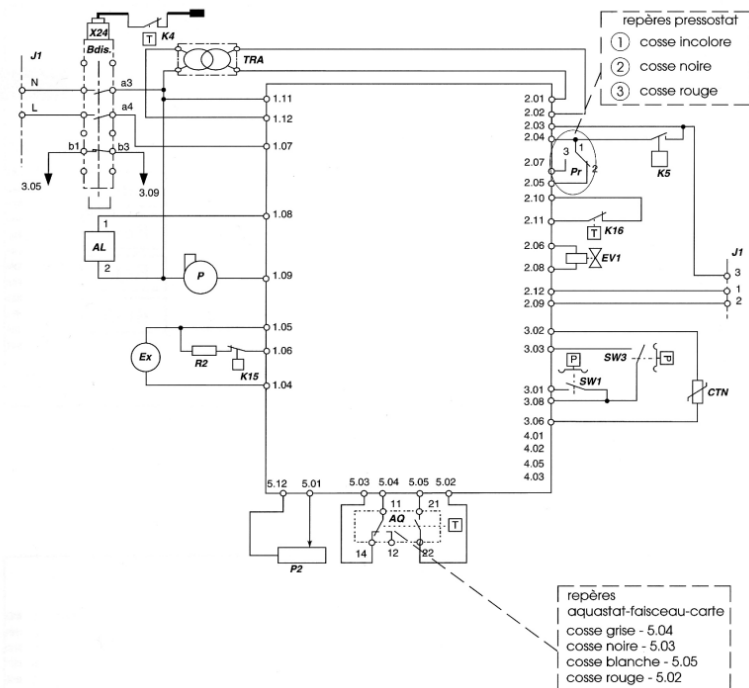 repères pressostat
1 cosse incolore
2 cosse noire
3 cosse rouge
X24
K4
T
J1
Bdis.
TRA
N
a3
L
a4
b1
b3
3.05
3.09
1.11
1.12
1.07
1.08
1.09
1.05
1.06
1.04
1
AL
2
P
Ex
R2
K15
2.01
2.02
2.03
2.04
2.07
2.05
2.10
2.11
2.06
2.08
2.12
2.09
3.02
3.03
3.01
3.08
3.06
4.01
4.02
4.05
4.03
1
3
2
Pr
K5
K16
T
EV1
J1
3
1
2
P
SW3
P
SW1
CTN
5.12
5.01
5.03
5.04
5.05
5.02
11
21
AQ
T
14
12
22
P2
repères
aquastat-faisceau-carte
cosse grise - 5.04
cosse noire - 5.03
cosse blanche - 5.05
cosse rouge - 5.02